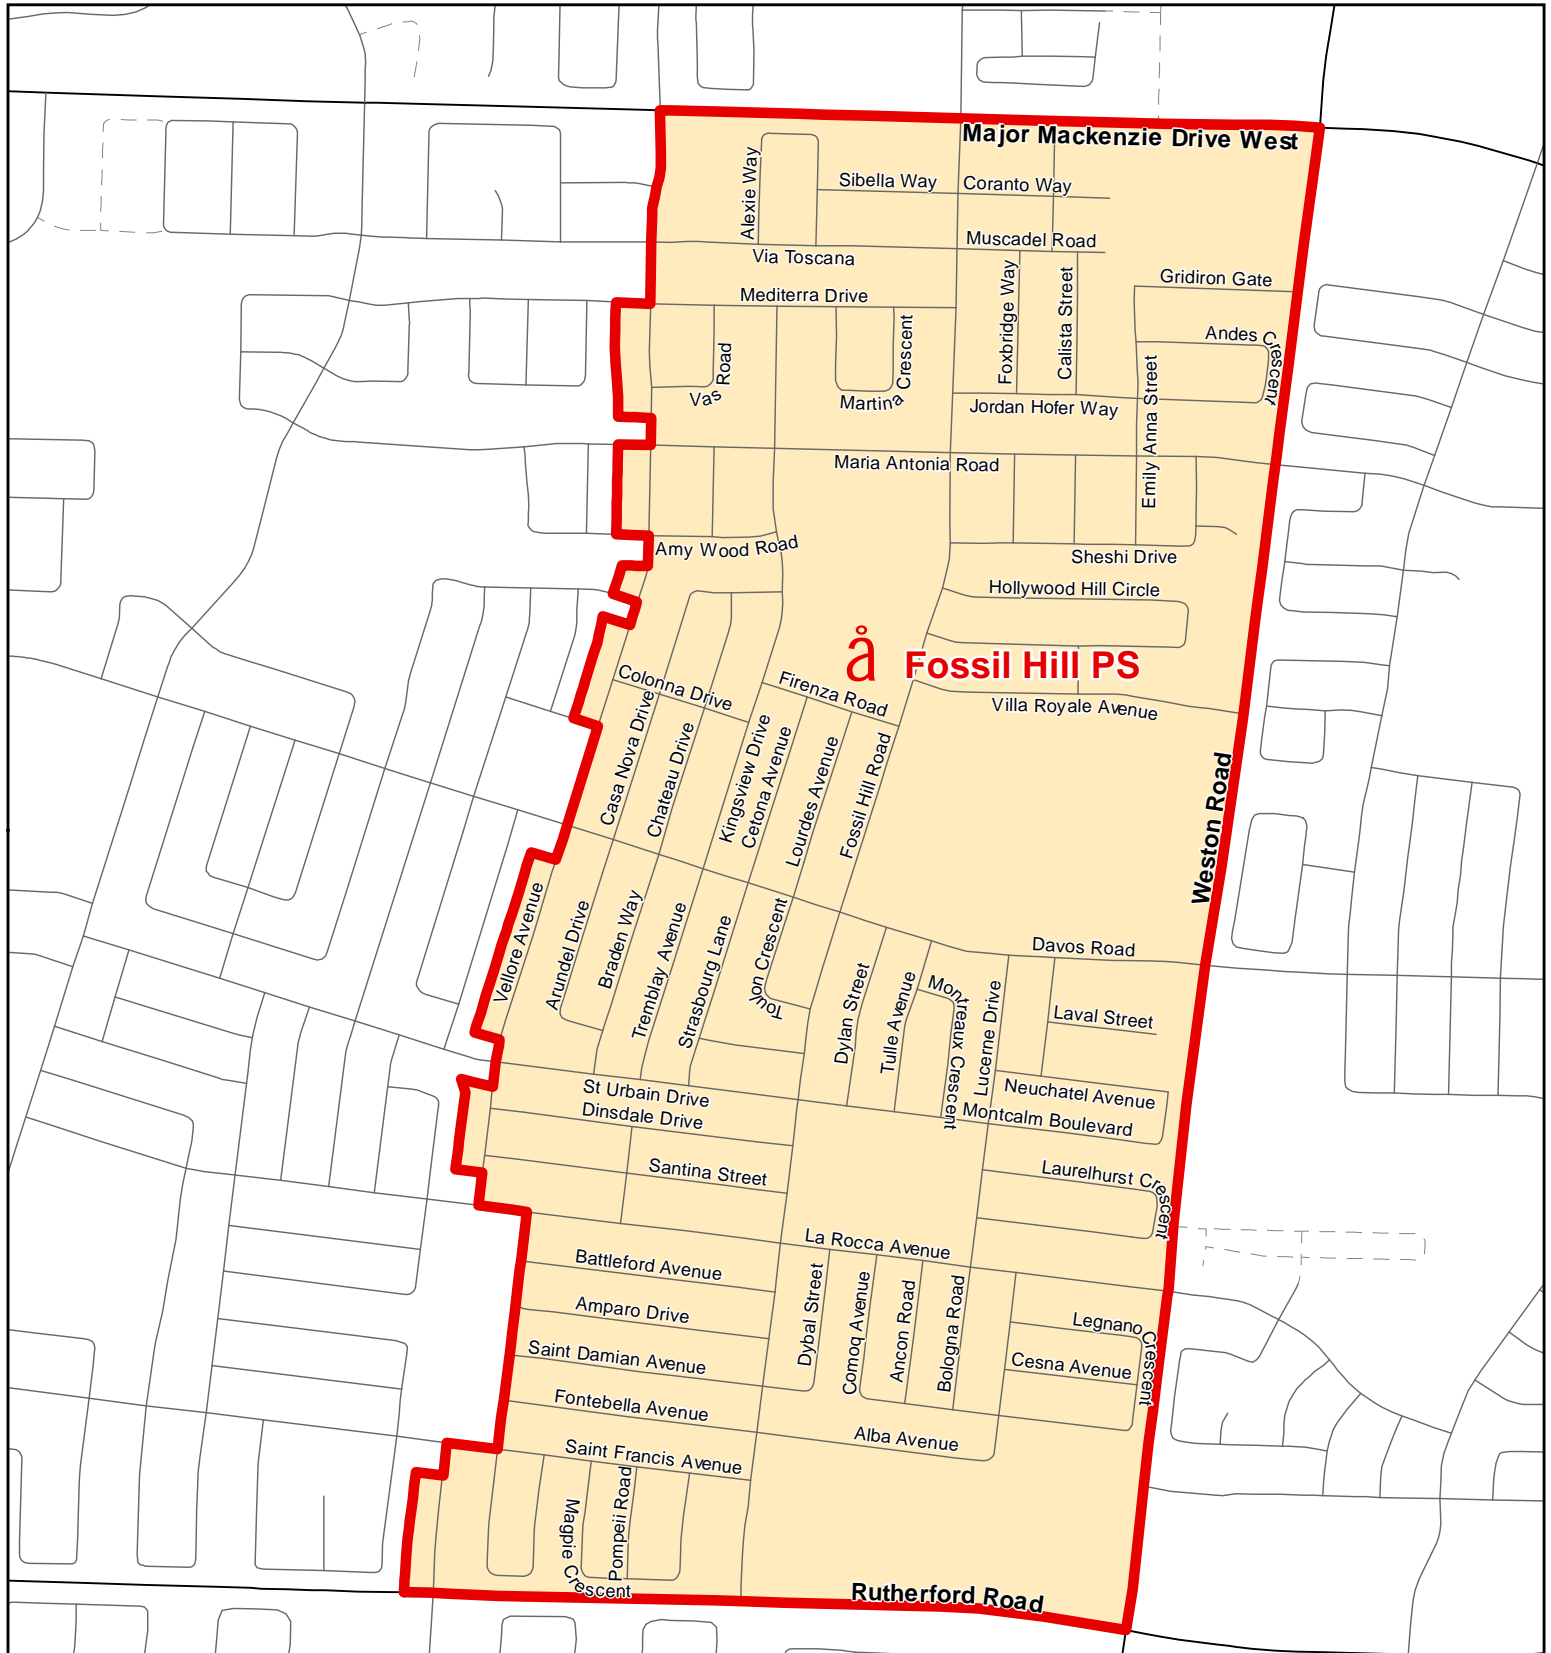 Major Mackenzie Drive West
Alexie Way
Sibella Way
Coranto Way
Muscadel Road
Via Toscana
Gridiron Gate
Mediterra Drive
Foxbridge Way
Calista Street
Andes Crescent
Vas Road
Martina Crescent
Emily Anna Street
Jordan Hofer Way
Maria Antonia Road
Amy Wood Road
Sheshi Drive
Hollywood Hill Circle
å
Fossil Hill PS
Colonna Drive
Firenza Road
Villa Royale Avenue
Casa Nova Drive
Chateau Drive
Kingsview Drive
Cetona Avenue
Lourdes Avenue
Fossil Hill Road
Weston Road
Vellore Avenue
Arundel Drive
Braden Way
Tremblay Avenue
Strasbourg Lane
Toulon Crescent
Davos Road
Dylan Street
Tulle Avenue
Montreaux Crescent
Lucerne Drive
Laval Street
St Urbain Drive
Neuchatel Avenue
Dinsdale Drive
Montcalm Boulevard
Santina Street
Laurelhurst Crescent
La Rocca Avenue
Battleford Avenue
Dybal Street
Comoq Avenue
Ancon Road
Bologna Road
Amparo Drive
Legnano Crescent
Saint Damian Avenue
Cesna Avenue
Fontebella Avenue
Alba Avenue
Saint Francis Avenue
Magpie Crescent
Pompeii Road
Rutherford Road